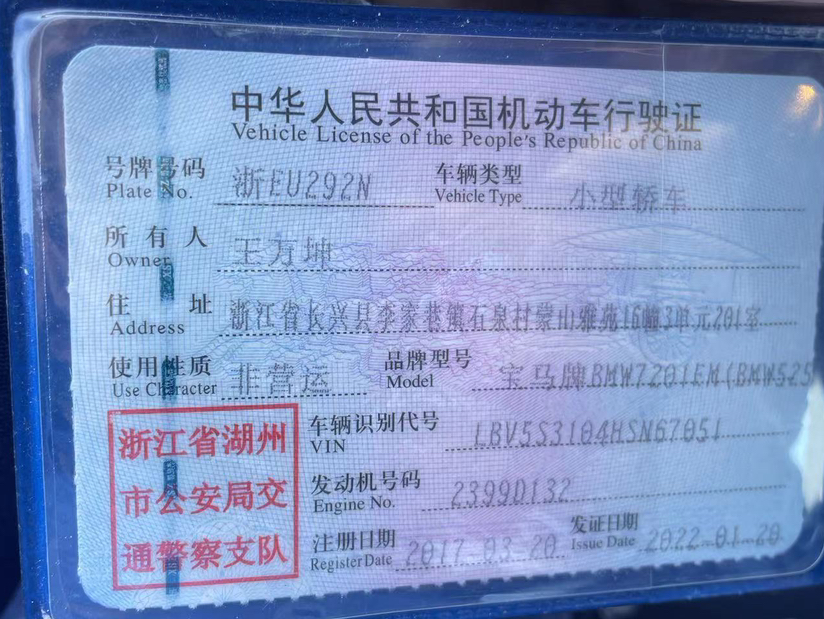 中华人民共和国机动车行驶证
Vehicle License of the People's Republic of China
号牌号码 浙EU292N 车辆类型 小型轿车
Plate No. Vehicle Type
所有人 王方坤
Owner
住址 浙江省长兴县李家巷镇石泉村蒙山雅苑16幢3单元201室
Address
使用性质 非营运 品牌型号 宝马牌BMW7201EM(BMW525
Use Character Model
浙江省湖州
市公安局交
通警察支队
车辆识别代号 LBV5S3104HSN67051
VIN
发动机号码 2399D132
Engine No.
注册日期 2017-03-20 发证日期 2022-01-20
Register Date Issue Date